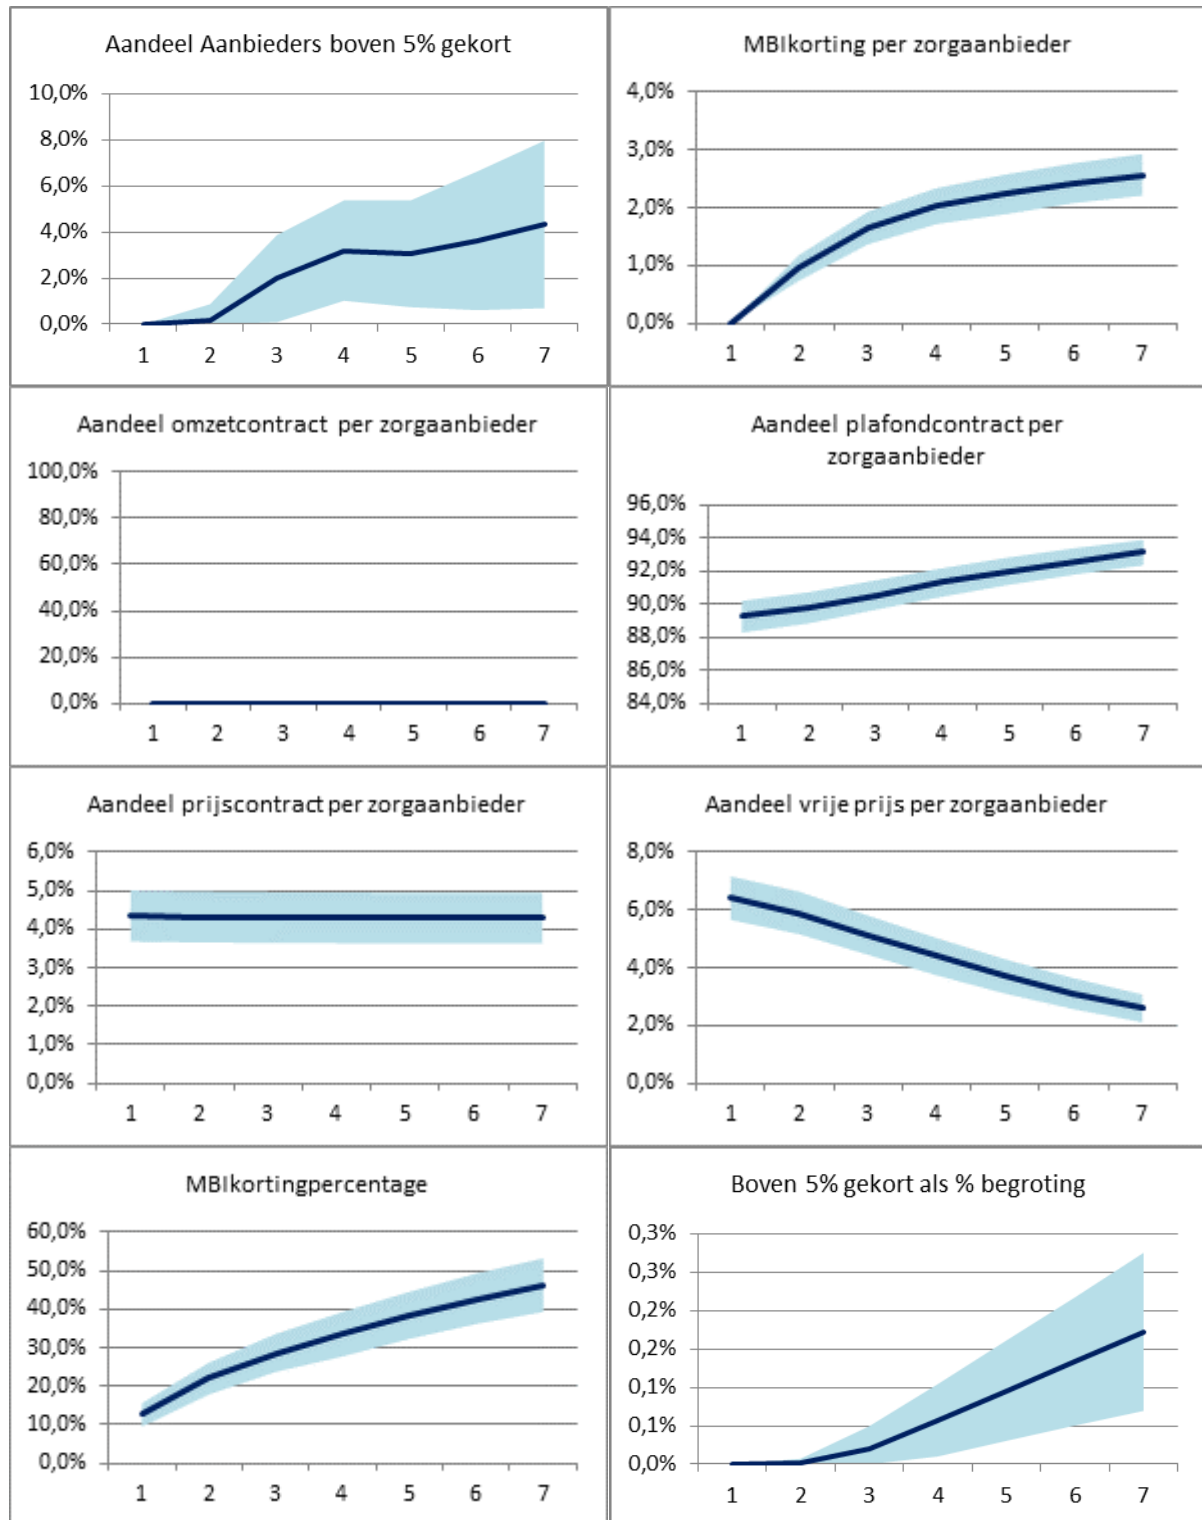 Aandeel Aanbieders boven 5% gekort
10,0%
8,0%
6,0%
4,0%
2,0%
0,0%
1 2 3 4 5 6 7
MBIkorting per zorgaanbieder
4,0%
3,0%
2,0%
1,0%
0,0%
1 2 3 4 5 6 7
Aandeel omzetcontract per zorgaanbieder
100,0%
80,0%
60,0%
40,0%
20,0%
0,0%
1 2 3 4 5 6 7
Aandeel plafondcontract per
zorgaanbieder
96,0%
94,0%
92,0%
90,0%
88,0%
86,0%
84,0%
1 2 3 4 5 6 7
Aandeel prijscontract per zorgaanbieder
6,0%
5,0%
4,0%
3,0%
2,0%
1,0%
0,0%
1 2 3 4 5 6 7
Aandeel vrije prijs per zorgaanbieder
8,0%
6,0%
4,0%
2,0%
0,0%
1 2 3 4 5 6 7
MBIkortingpercentage
60,0%
50,0%
40,0%
30,0%
20,0%
10,0%
0,0%
1 2 3 4 5 6 7
Boven 5% gekort als % begroting
0,3%
0,3%
0,2%
0,2%
0,1%
0,1%
0,0%
1 2 3 4 5 6 7